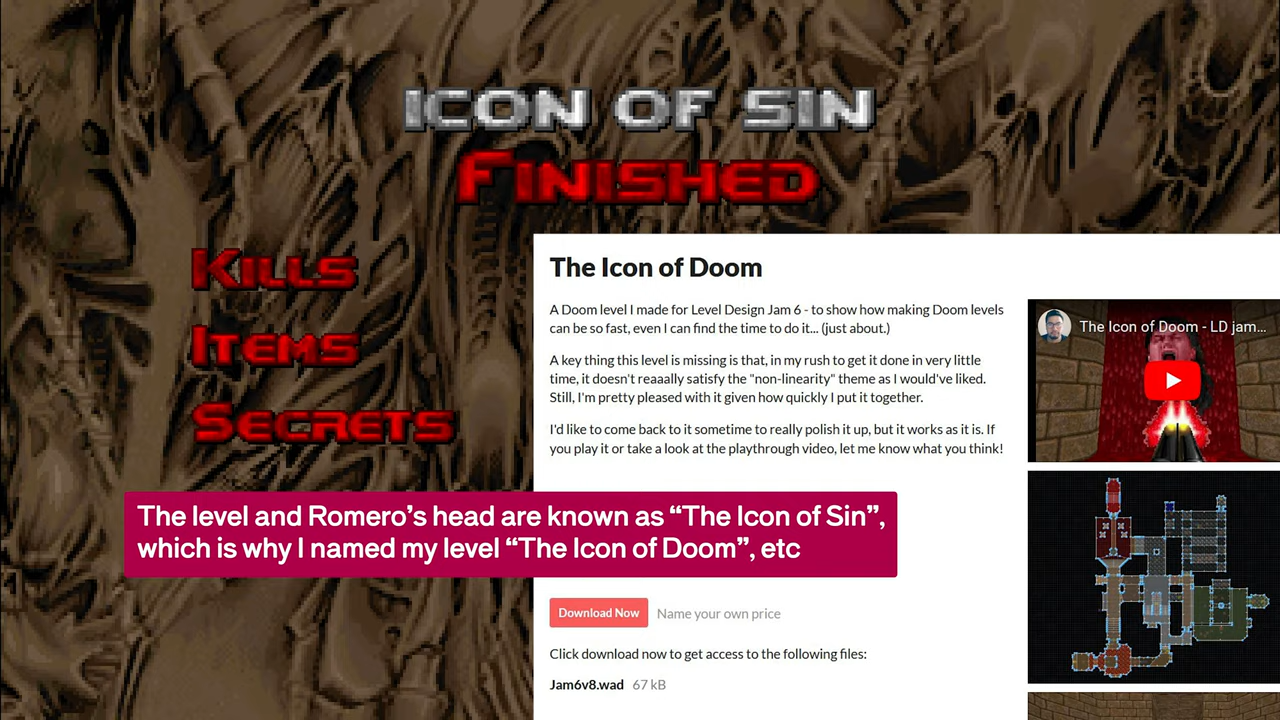 ICON OF SIN
FINISHED
KILLS
ITEMS
SECRETS
The Icon of Doom
A Doom level I made for Level Design Jam 6 - to show how making Doom levels
can be so fast, even I can find the time to do it... (just about.)
A key thing this level is missing is that, in my rush to get it done in very little
time, it doesn't reaaally satisfy the "non-linearity" theme as I would've liked.
Still, I'm pretty pleased with it given how quickly I put it together.
I'd like to come back to it sometime to really polish it up, but it works as it is. If
you play it or take a look at the playthrough video, let me know what you think!
The Icon of Doom - LD jam...
The level and Romero’s head are known as “The Icon of Sin”,
which is why I named my level “The Icon of Doom”, etc
Download Now Name your own price
Click download now to get access to the following files:
Jam6v8.wad 67 kB